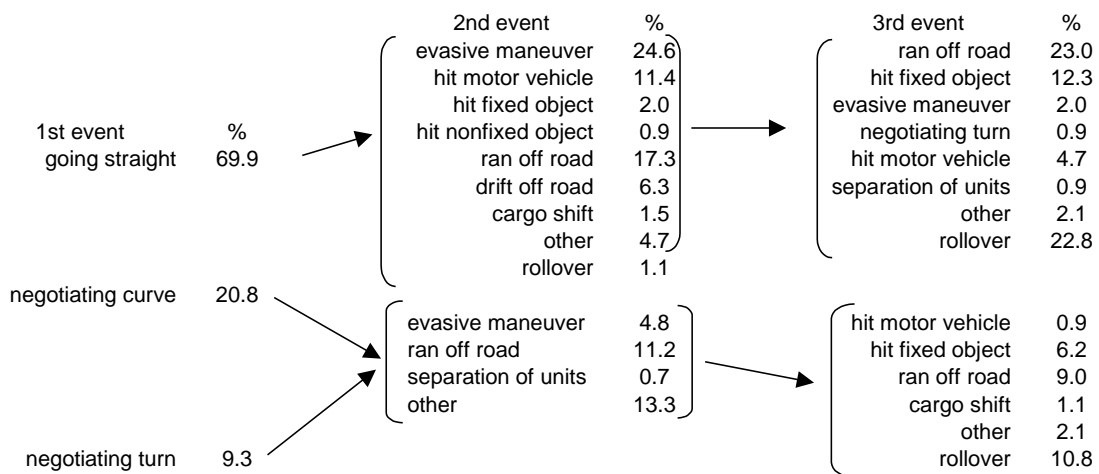 2nd event % 3rd event %
evasive maneuver 24.6 ran off road 23.0
hit motor vehicle 11.4 hit fixed object 12.3
hit fixed object 2.0 evasive maneuver 2.0
1st event % hit nonfixed object 0.9 negotiating turn 0.9
going straight 69.9 ran off road 17.3 hit motor vehicle 4.7
drift off road 6.3 separation of units 0.9
cargo shift 1.5 other 2.1
other 4.7 rollover 22.8
rollover 1.1
negotiating curve 20.8
evasive maneuver 4.8 hit motor vehicle 0.9
ran off road 11.2 hit fixed object 6.2
separation of units 0.7 ran off road 9.0
other 13.3 cargo shift 1.1
other 2.1
negotiating turn 9.3 rollover 10.8